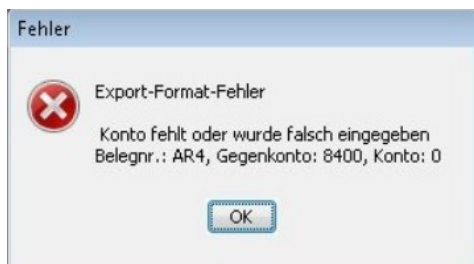 Fehler
Export-Format-Fehler
Konto fehlt oder wurde falsch eingegeben
Belegnr.: AR4, Gegenkonto: 8400, Konto: 0
OK